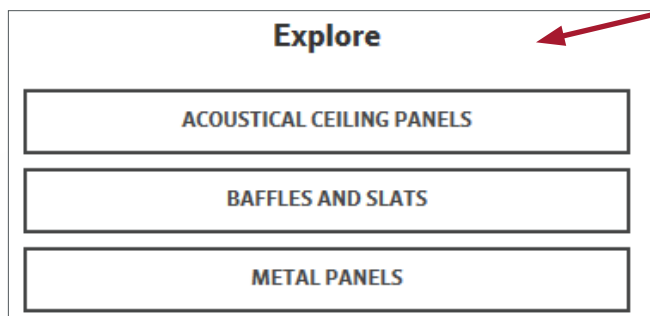 Explore
ACOUSTICAL CEILING PANELS
BAFFLES AND SLATS
METAL PANELS